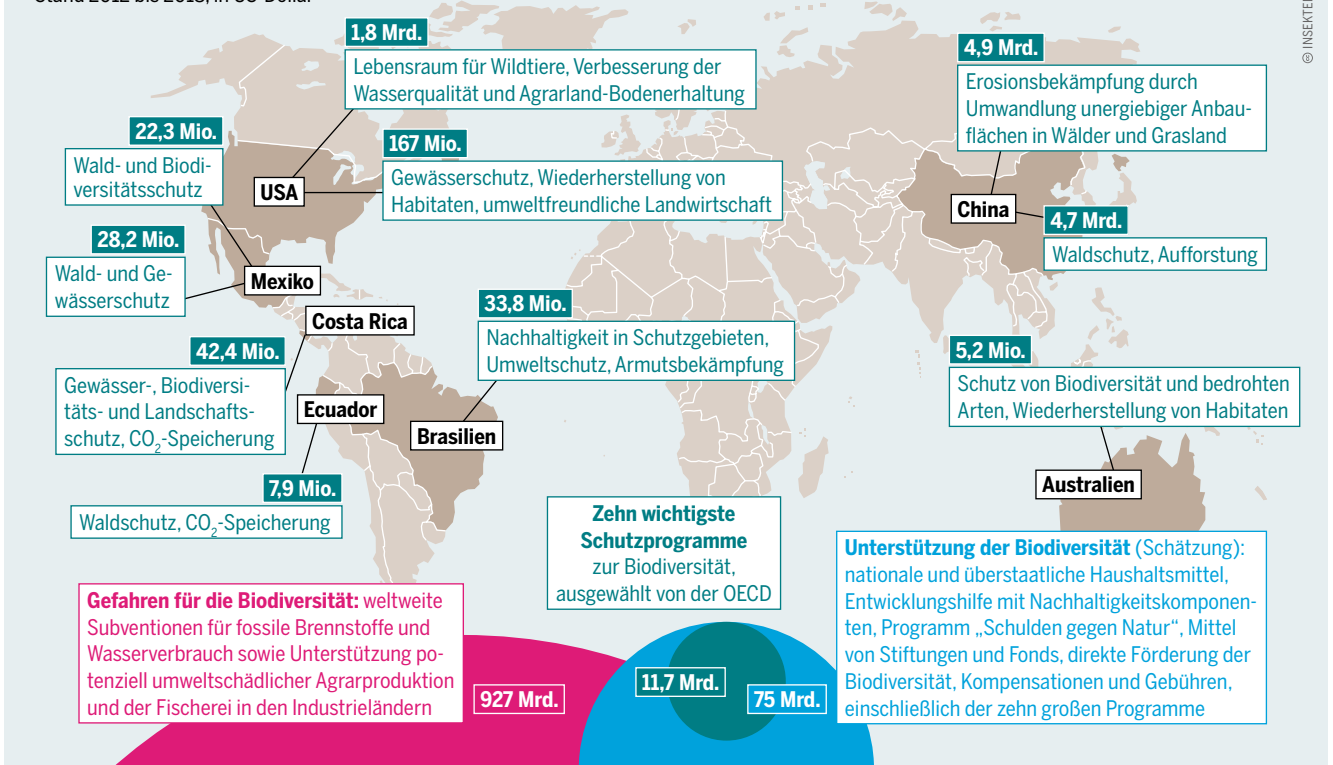 1,8 Mrd.
Lebensraum für Wildtiere, Verbesserung der
Wasserqualität und Agrarland-Bodenerhaltung
4,9 Mrd.
Erosionsbekämpfung durch
Umwandlung unergiebiger Anbau-
flächen in Wälder und Grasland
22,3 Mio.
Wald- und Biodi-
versitätsschutz
167 Mio.
Gewässerschutz, Wiederherstellung von
Habitaten, umweltfreundliche Landwirtschaft
USA
China
4,7 Mrd.
Waldschutz, Aufforstung
28,2 Mio.
Wald- und Ge-
wässerschutz
Mexiko
Costa Rica
33,8 Mio.
Nachhaltigkeit in Schutzgebieten,
Umweltschutz, Armutsbekämpfung
42,4 Mio.
Gewässer-, Biodiversi-
täts- und Landschafts-
schutz, CO₂-Speicherung
5,2 Mio.
Schutz von Biodiversität und bedrohten
Arten, Wiederherstellung von Habitaten
Ecuador
Brasilien
7,9 Mio.
Waldschutz, CO₂-Speicherung
Australien
Zehn wichtigste
Schutzprogramme
zur Biodiversität,
ausgewählt von der OECD
Gefahren für die Biodiversität: weltweite
Subventionen für fossile Brennstoffe und
Wasserverbrauch sowie Unterstützung po-
tenziell umweltschädlicher Agrarproduktion
und der Fischerei in den Industrieländern
927 Mrd.
11,7 Mrd.
75 Mrd.
Unterstützung der Biodiversität (Schätzung):
nationale und überstaatliche Haushaltsmittel,
Entwicklungshilfe mit Nachhaltigkeitskomponen-
ten, Programm „Schulden gegen Natur“, Mittel
von Stiftungen und Fonds, direkte Förderung der
Biodiversität, Kompensationen und Gebühren,
einschließlich der zehn großen Programme